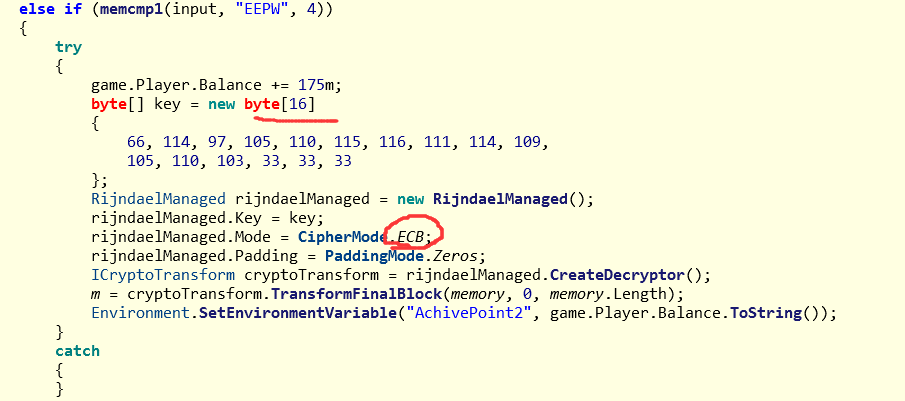 else if (memcmp1(input, "EEPW", 4))
{
try
{
game.Player.Balance += 175m;
byte[] key = new byte[16]
{
66, 114, 97, 105, 110, 115, 116, 111, 114, 109,
105, 110, 103, 33, 33, 33
};
RijndaelManaged rijndaelManaged = new RijndaelManaged();
rijndaelManaged.Key = key;
rijndaelManaged.Mode = CipherMode.ECB;
rijndaelManaged.Padding = PaddingMode.Zeros;
ICryptoTransform cryptoTransform = rijndaelManaged.CreateDecryptor();
m = cryptoTransform.TransformFinalBlock(memory, 0, memory.Length);
Environment.SetEnvironmentVariable("AchivePoint2", game.Player.Balance.ToString());
}
catch
{
}